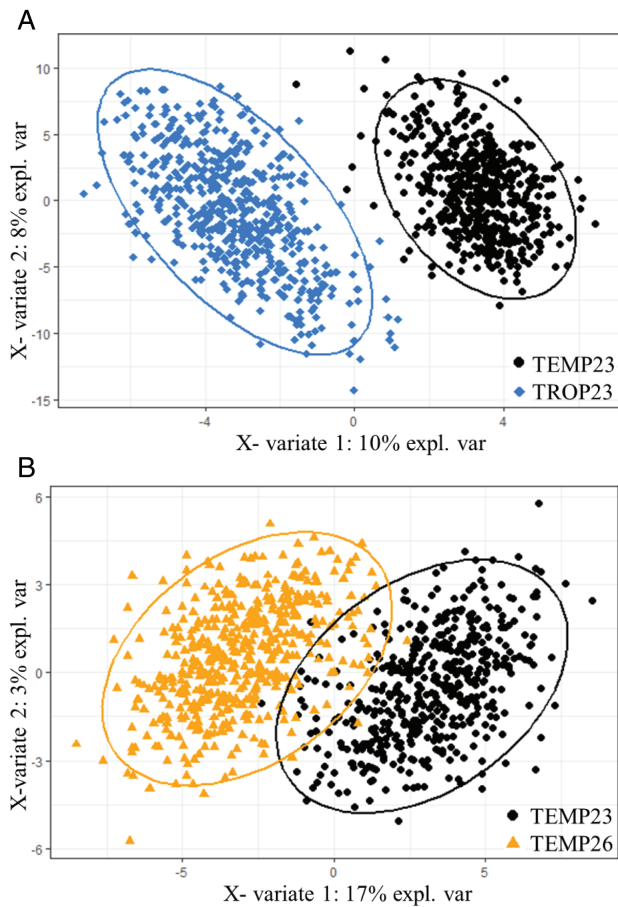 A
10
5
0
-5
-10
-15
X- variate 2: 8% expl. var
TEMP23
TROP23
-4
0
4
X- variate 1: 10% expl. var
B
6
3
0
-3
-6
X-variate 2: 3% expl. var
TEMP23
TEMP26
-5
0
5
X- variate 1: 17% expl. var